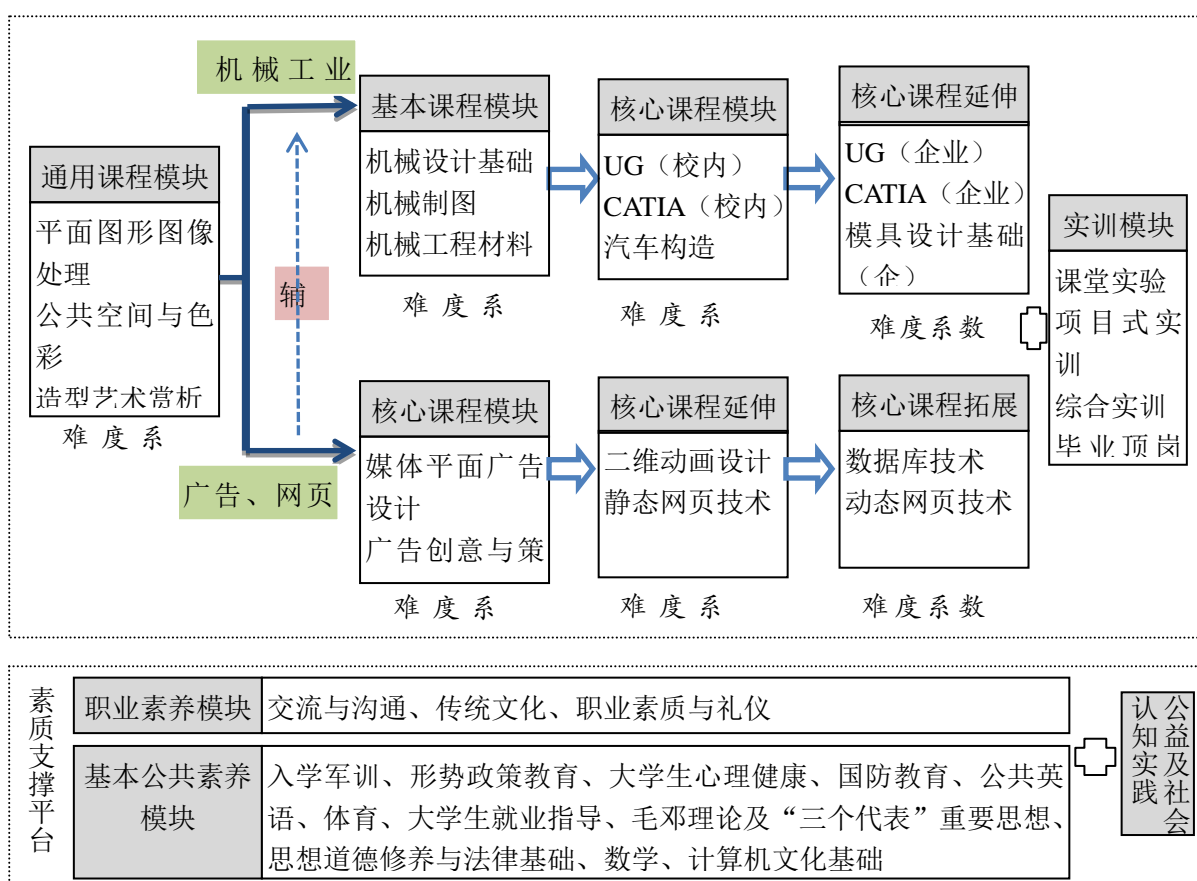 机械工业
通用课程模块
平面图形图像
处理
公共空间与色
彩
造型艺术赏析
难度系
辅
广告、网页
基本课程模块
机械设计基础
机械制图
机械工程材料
难度系
核心课程模块
UG（校内）
CATIA（校内）
汽车构造
难度系
核心课程延伸
UG（企业）
CATIA（企业）
模具设计基础
（企）
难度系数
核心课程模块
媒体平面广告
设计
广告创意与策
难度系
核心课程延伸
二维动画设计
静态网页技术
难度系
核心课程拓展
数据库技术
动态网页技术
难度系数
实训模块
课堂实验
项目式实
训
综合实训
毕业顶岗
素质支撑平台
职业素养模块
交流与沟通、传统文化、职业素质与礼仪
基本公共素养
模块
入学军训、形势政策教育、大学生心理健康、国防教育、公共英
语、体育、大学生就业指导、毛邓理论及“三个代表”重要思想、
思想道德修养与法律基础、数学、计算机文化基础
公益及社会
认知实践